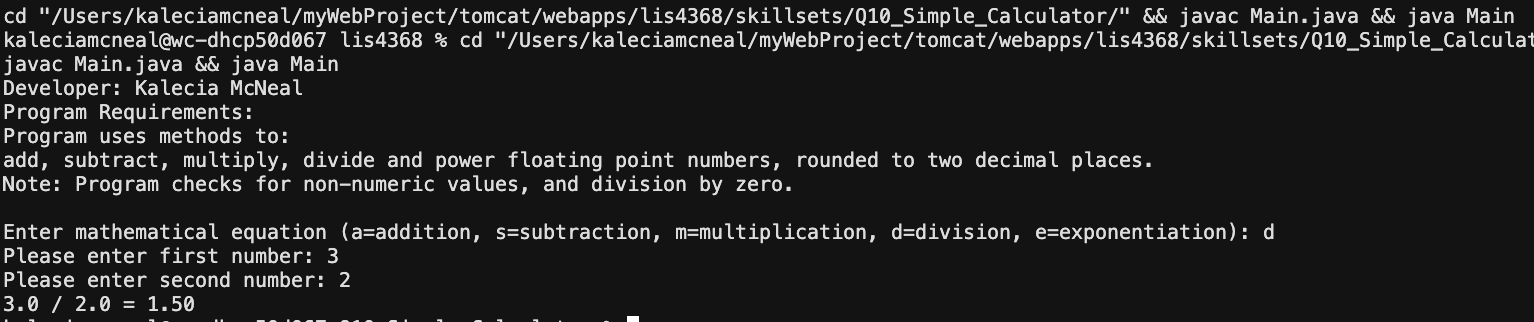 cd "/Users/kaleciamcneal/myWebProject/tomcat/webapps/lis4368/skillsets/Q10_Simple_Calculator/" && javac Main.java && java Main
kaleciamcneal@wc-dhcp50d067 lis4368 % cd "/Users/kaleciamcneal/myWebProject/tomcat/webapps/lis4368/skillsets/Q10_Simple_Calculat
javac Main.java && java Main
Developer: Kalecia McNeal
Program Requirements:
Program uses methods to:
add, subtract, multiply, divide and power floating point numbers, rounded to two decimal places.
Note: Program checks for non-numeric values, and division by zero.
Enter mathematical equation (a=addition, s=subtraction, m=multiplication, d=division, e=exponentiation): d
Please enter first number: 3
Please enter second number: 2
3.0 / 2.0 = 1.50